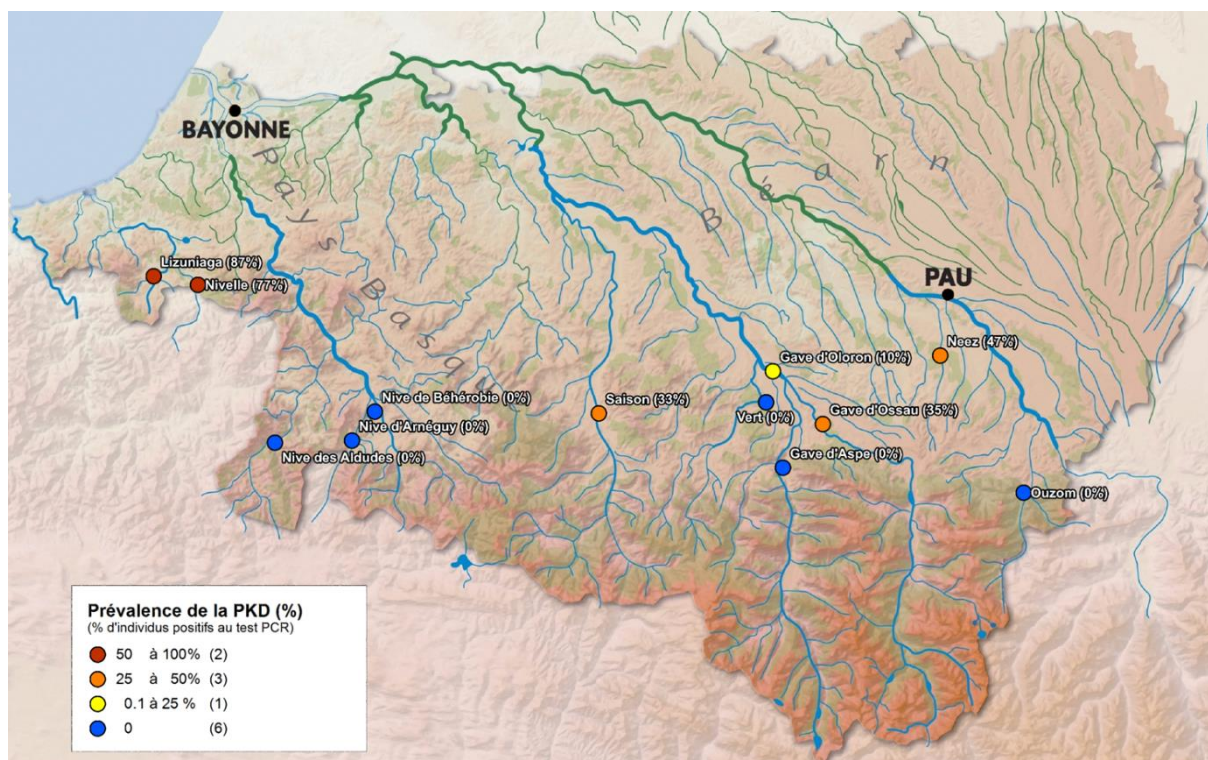 BAYONNE
Pays Basque
Béarn
Lizuniaga (87%)
Nivelle (77%)
PAU
Neez (47%)
Gave d'Oloron (10%)
Nive de Béhérobie (0%)
Saison (33%)
Vert (0%)
Gave d'Ossau (35%)
Nive d'Arnéguy (0%)
Nive des Aldudes (0%)
Gave d'Aspe (0%)
Ouzom (0%)
Prévalence de la PKD (%)
(% d'individus positifs au test PCR)
50 à 100% (2)
25 à 50% (3)
0.1 à 25 % (1)
0 (6)